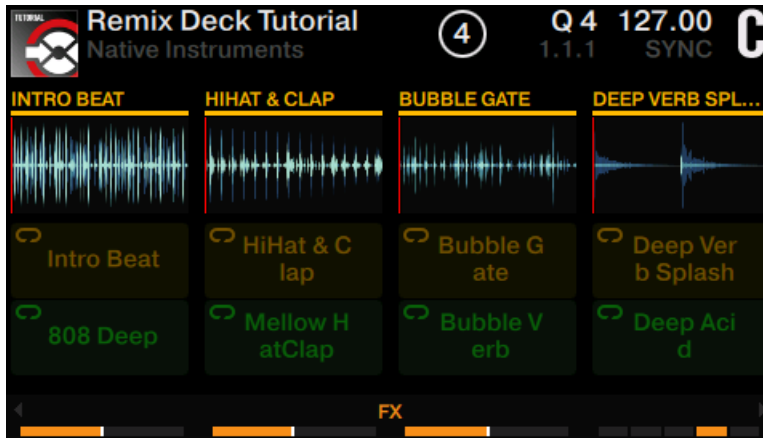 TUTORIAL
Remix Deck Tutorial
Native Instruments
4
Q 4
127.00
1.1.1
SYNC
C
INTRO BEAT
HIHAT & CLAP
BUBBLE GATE
DEEP VERB SPL...
Intro Beat
HiHat & C
lap
Bubble G
ate
Deep Ver
b Splash
808 Deep
Mellow H
atClap
Bubble V
erb
Deep Aci
d
FX